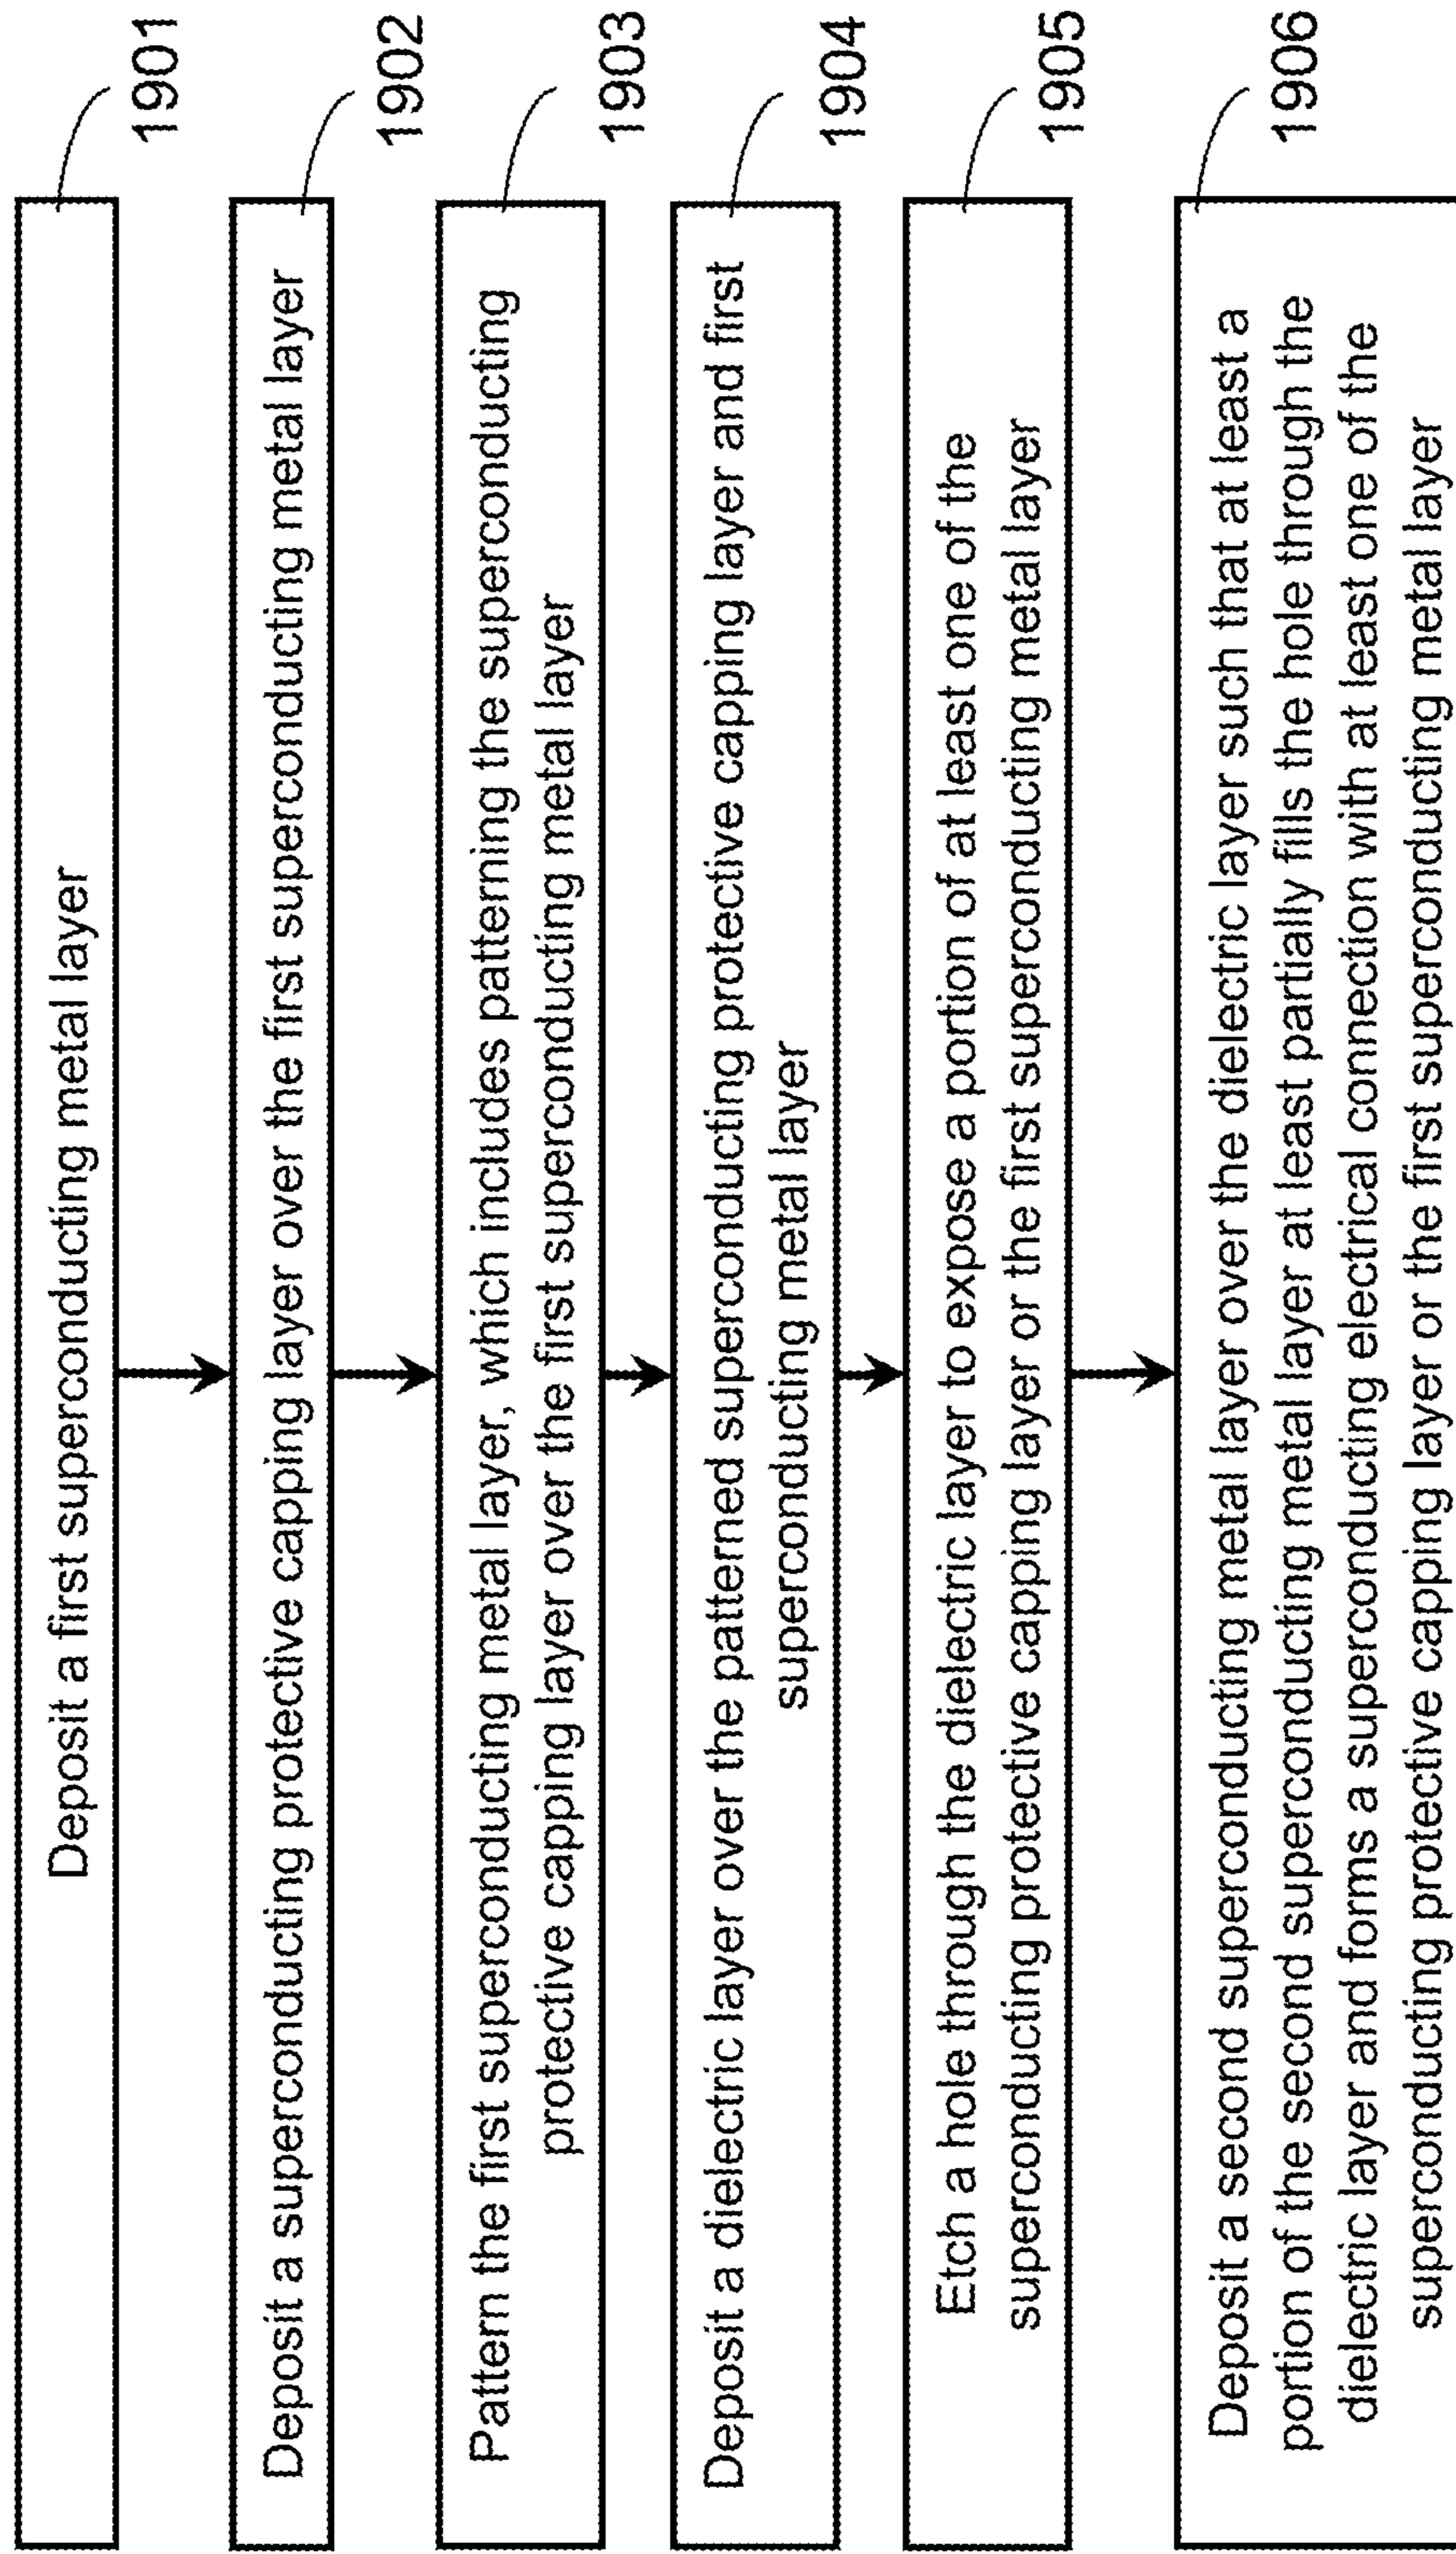 Deposit a first superconducting metal layer
1901
Deposit a superconducting protective capping layer over the first superconducting metal layer
1902
Pattern the first superconducting metal layer, which includes patterning the superconducting
protective capping layer over the first superconducting metal layer
1903
Deposit a dielectric layer over the patterned superconducting protective capping layer and first
superconducting metal layer
1904
Etch a hole through the dielectric layer to expose a portion of at least one of the
superconducting protective capping layer or the first superconducting metal layer
1905
Deposit a second superconducting metal layer over the dielectric layer such that at least a
portion of the second superconducting metal layer at least partially fills the hole through the
dielectric layer and forms a superconducting electrical connection with at least one of the
superconducting protective capping layer or the first superconducting metal layer
1906